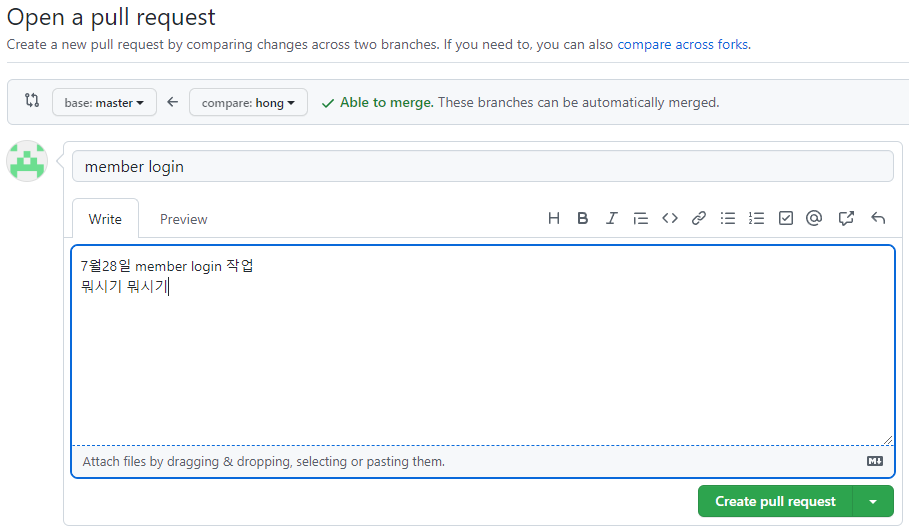 Open a pull request
Create a new pull request by comparing changes across two branches. If you need to, you can also compare across forks.
base: master compare: hong Able to merge. These branches can be automatically merged.
member login
Write Preview
7월28일 member login 작업
뭐시기 뭐시기
Attach files by dragging & dropping, selecting or pasting them.
Create pull request